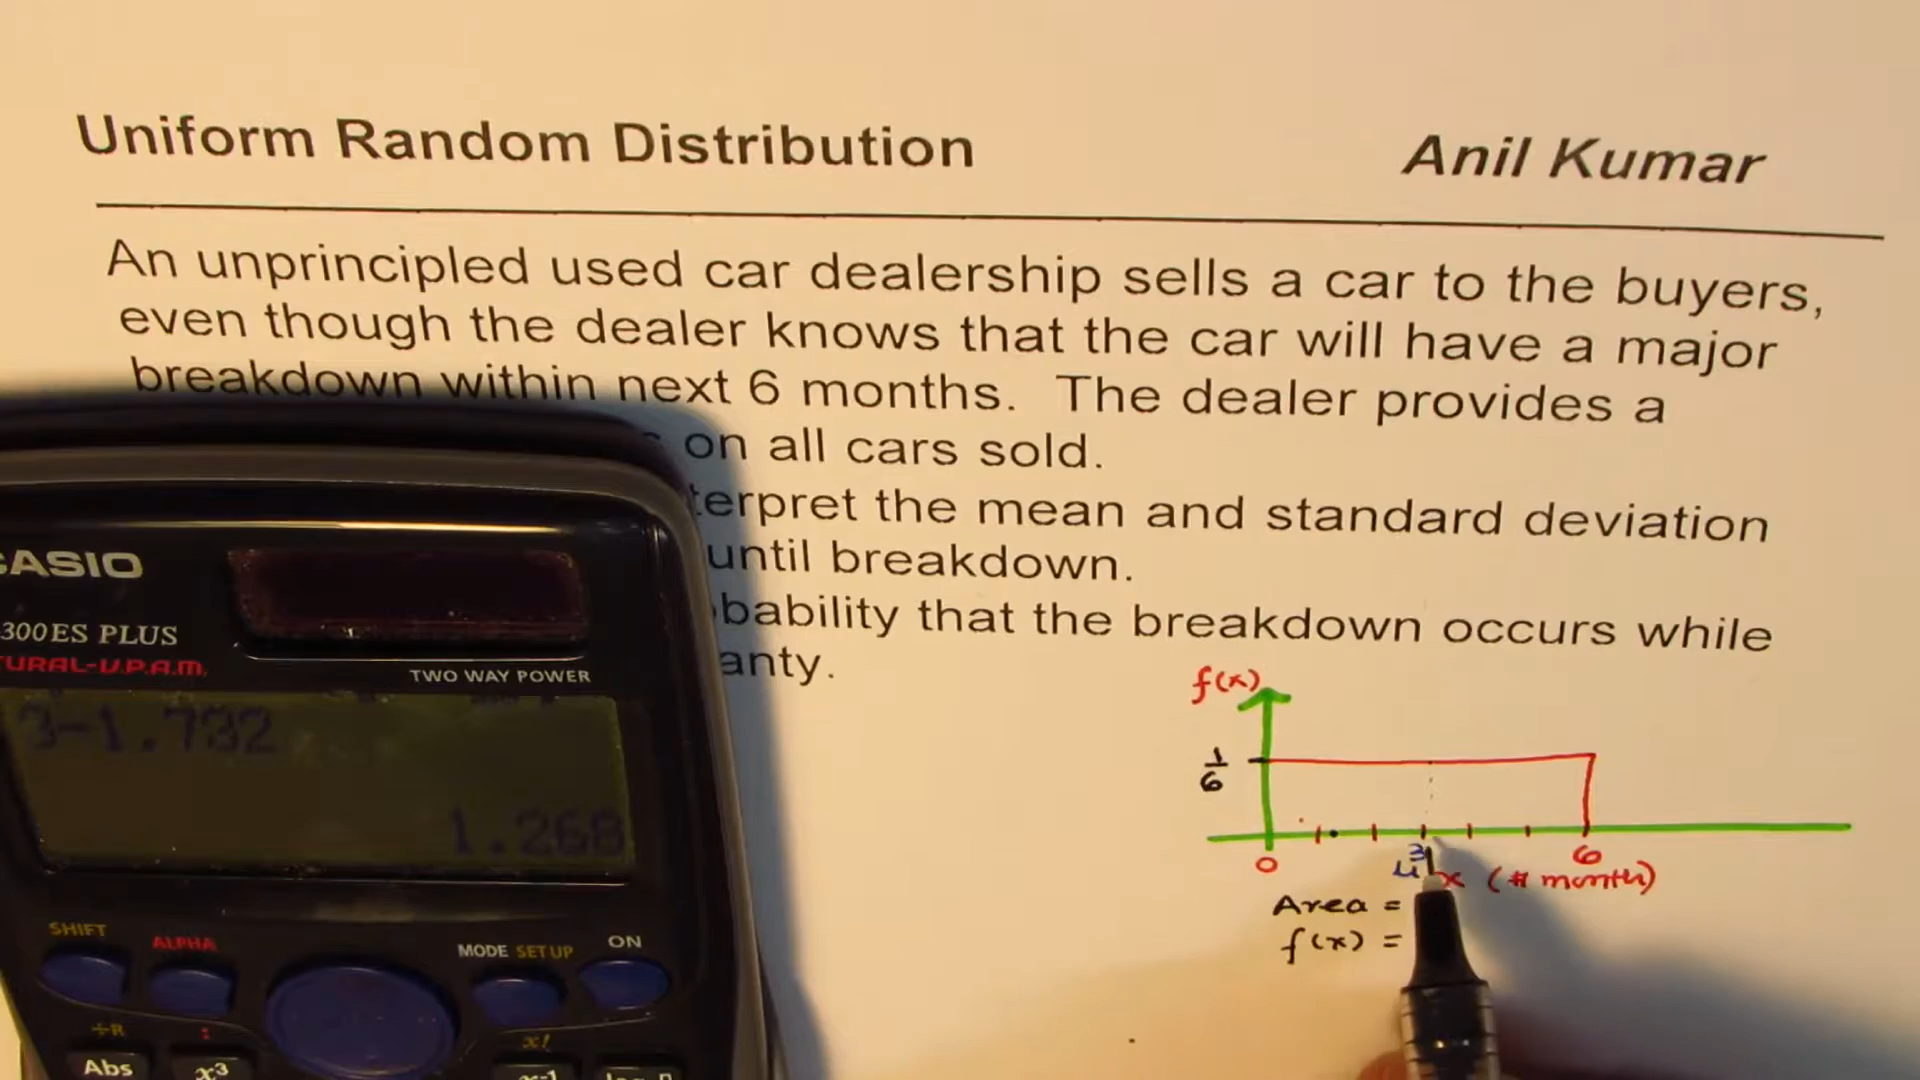 Uniform Random Distribution
Anil Kumar
An unprincipled used car dealership sells a car to the buyers,
even though the dealer knows that the car will have a major
breakdown within next 6 months. The dealer provides a
on all cars sold.
terpret the mean and standard deviation
until breakdown.
bability that the breakdown occurs while
anty.
CASIO
300ES PLUS
TURAL-V.P.A.M.
TWO WAY POWER
3-1.732
1.268
SHIFT
ALPHA
MODE SETUP
ON
÷R
:
x!
Abs
x³
x-1
f(x)
1/6
0
3
6
μ
x (# month)
Area =
f(x) =